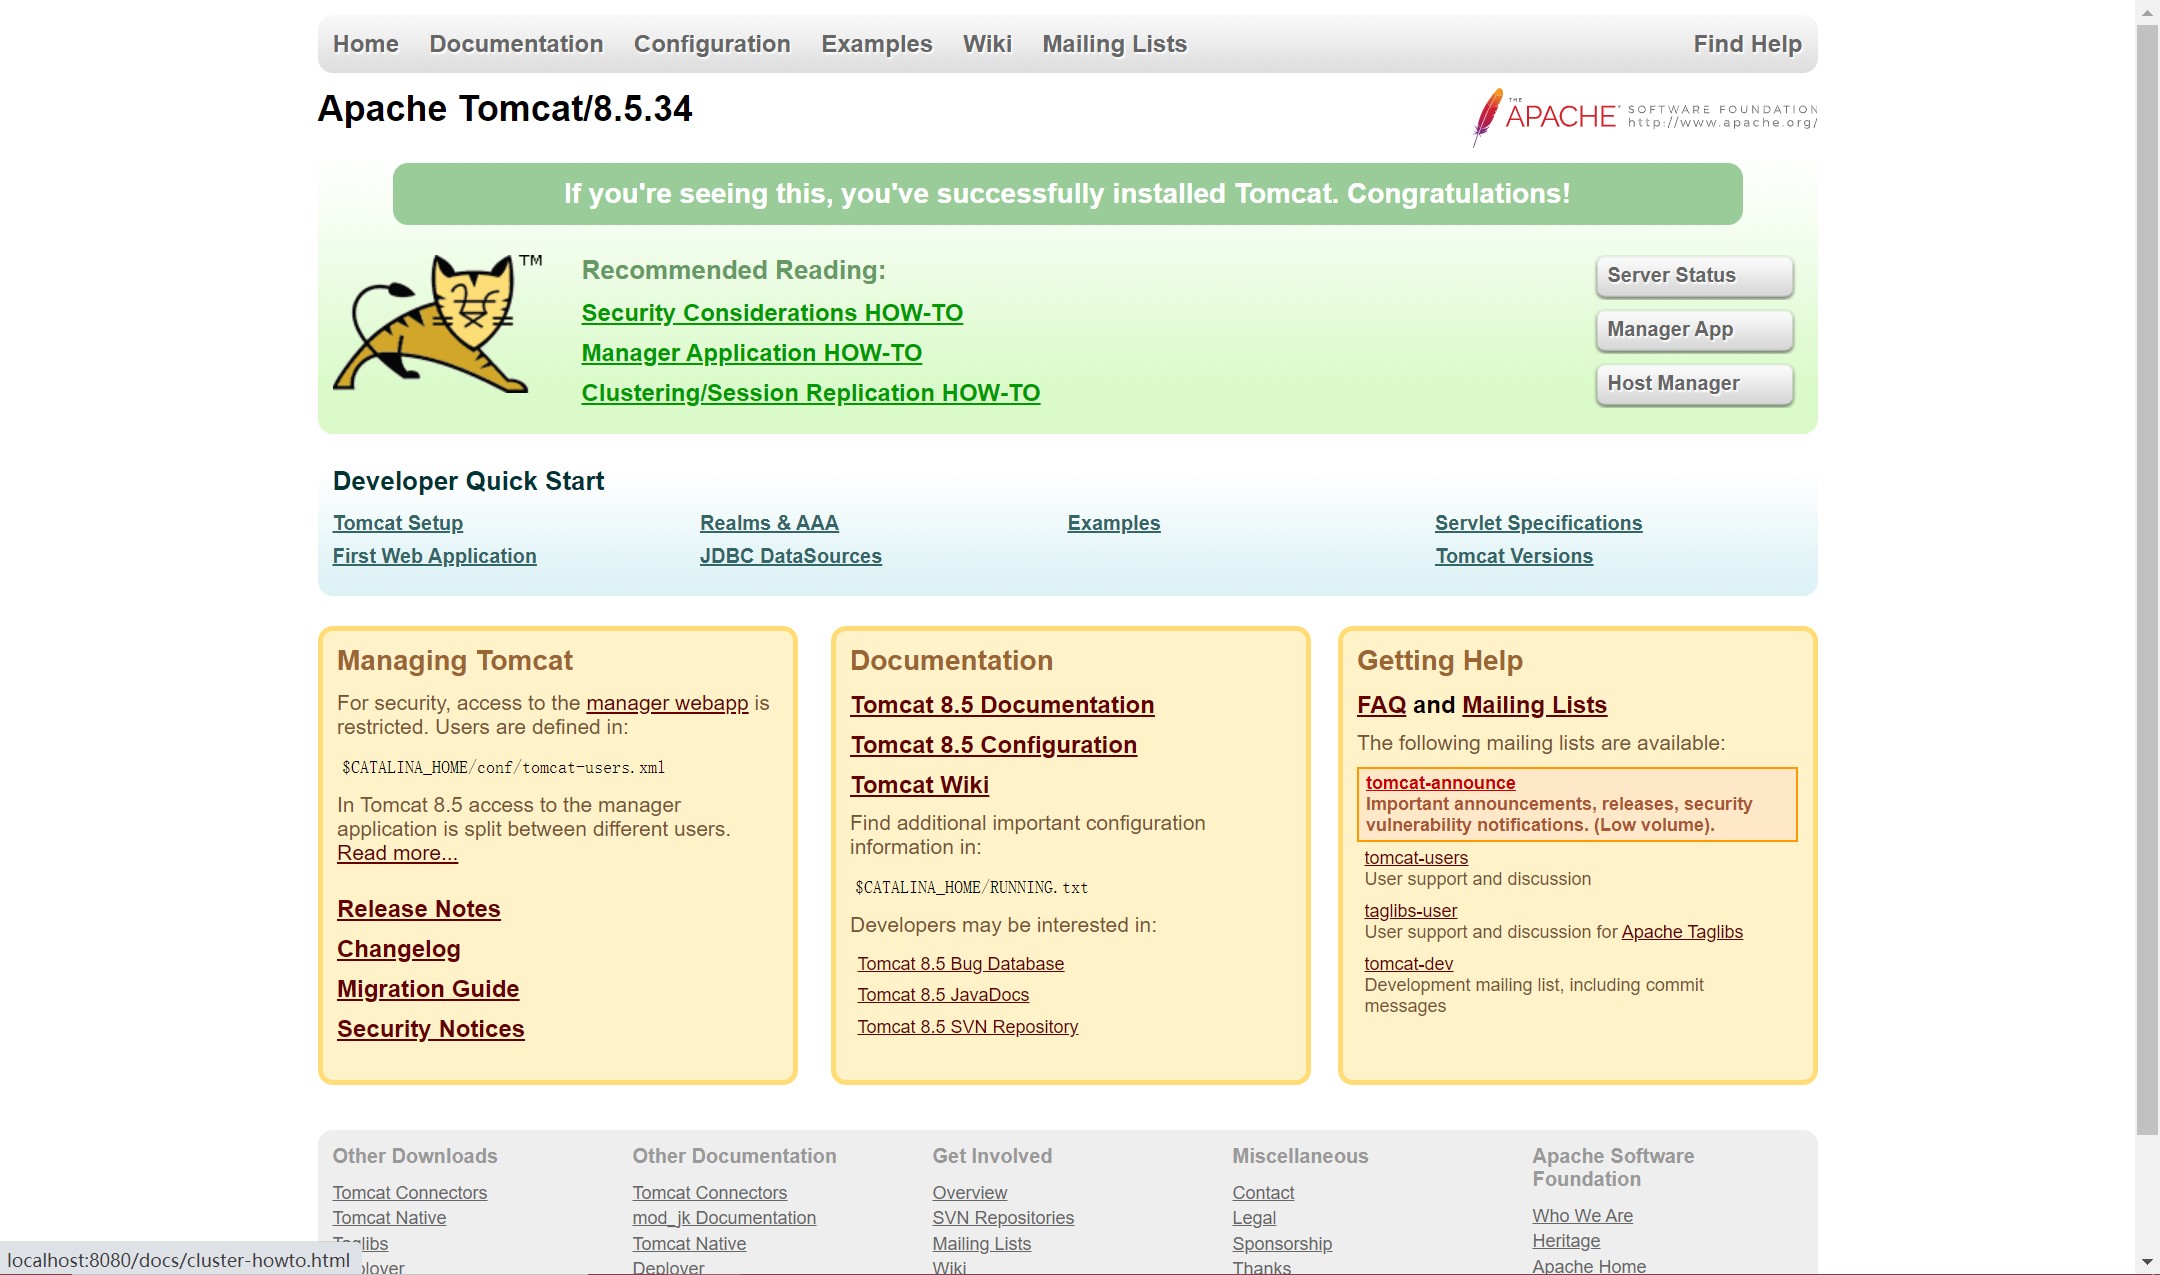 Home Documentation Configuration Examples Wiki Mailing Lists Find Help
Apache Tomcat/8.5.34
THE APACHE SOFTWARE FOUNDATION
http://www.apache.org/
If you're seeing this, you've successfully installed Tomcat. Congratulations!
TM
Recommended Reading:
Security Considerations HOW-TO
Manager Application HOW-TO
Clustering/Session Replication HOW-TO
Server Status
Manager App
Host Manager
Developer Quick Start
Tomcat Setup
First Web Application
Realms & AAA
JDBC DataSources
Examples
Servlet Specifications
Tomcat Versions
Managing Tomcat
For security, access to the manager webapp is
restricted. Users are defined in:
$CATALINA_HOME/conf/tomcat-users.xml
In Tomcat 8.5 access to the manager
application is split between different users.
Read more...
Release Notes
Changelog
Migration Guide
Security Notices
Documentation
Tomcat 8.5 Documentation
Tomcat 8.5 Configuration
Tomcat Wiki
Find additional important configuration
information in:
$CATALINA_HOME/RUNNING.txt
Developers may be interested in:
Tomcat 8.5 Bug Database
Tomcat 8.5 JavaDocs
Tomcat 8.5 SVN Repository
Getting Help
FAQ and Mailing Lists
The following mailing lists are available:
tomcat-announce
Important announcements, releases, security
vulnerability notifications. (Low volume).
tomcat-users
User support and discussion
taglibs-user
User support and discussion for Apache Taglibs
tomcat-dev
Development mailing list, including commit
messages
Other Downloads
Tomcat Connectors
Tomcat Native
Other Documentation
Tomcat Connectors
mod_jk Documentation
Tomcat Native
Deployer
Get Involved
Overview
SVN Repositories
Mailing Lists
Wiki
Miscellaneous
Contact
Legal
Sponsorship
Thanks
Apache Software
Foundation
Who We Are
Heritage
Apache Home
localhost:8080/docs/cluster-howto.html